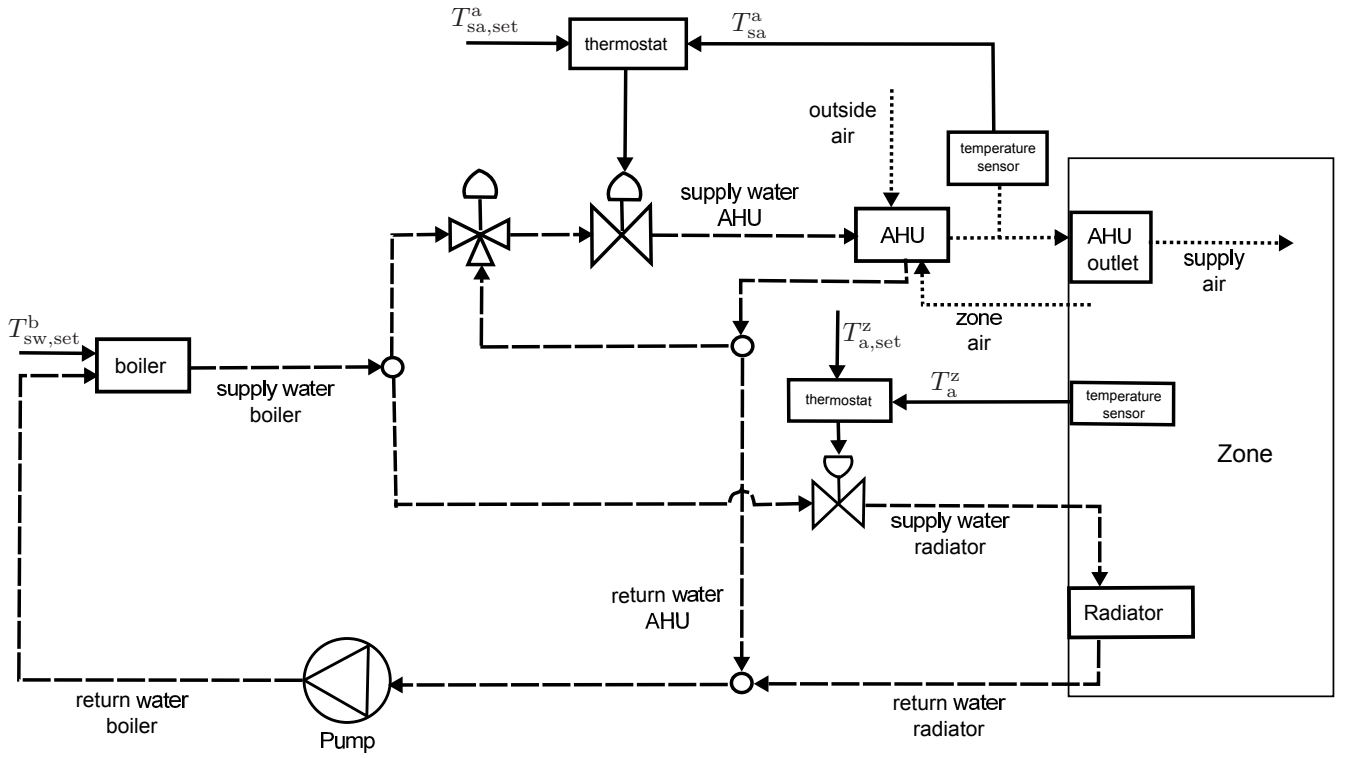 T^a_sa,set
thermostat
T^a_sa
outside
air
temperature
sensor
supply water
AHU
AHU
AHU
outlet
supply
air
zone
air
T^b_sw,set
boiler
supply water
boiler
T^z_a,set
thermostat
T^z_a
temperature
sensor
Zone
supply water
radiator
return water
AHU
Radiator
return water
boiler
Pump
return water
radiator